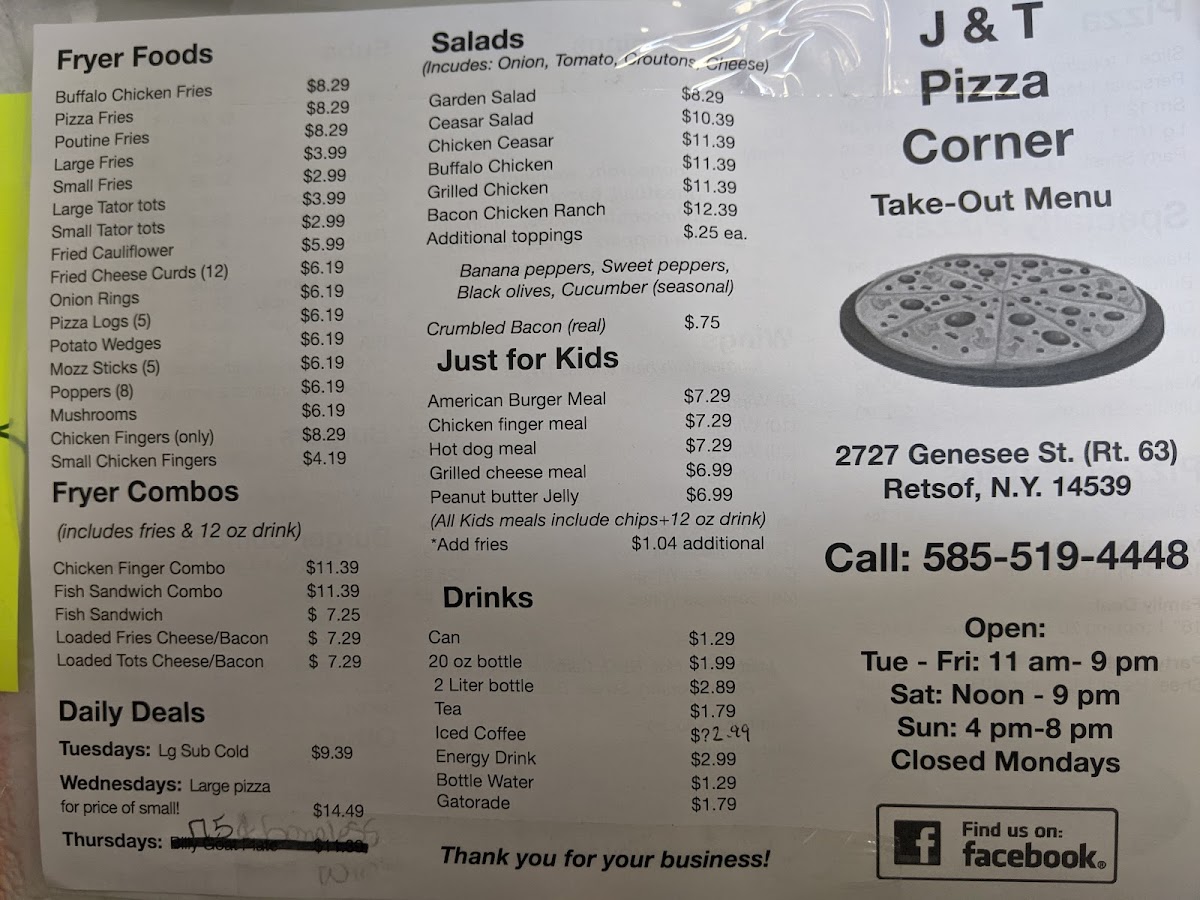 Fryer Foods
Buffalo Chicken Fries $8.29
Pizza Fries $8.29
Poutine Fries $8.29
Large Fries $3.99
Small Fries $2.99
Large Tator tots $3.99
Small Tator tots $2.99
Fried Cauliflower $5.99
Fried Cheese Curds (12) $6.19
Onion Rings $6.19
Pizza Logs (5) $6.19
Potato Wedges $6.19
Mozz Sticks (5) $6.19
Poppers (8) $6.19
Mushrooms $6.19
Chicken Fingers (only) $8.29
Small Chicken Fingers $4.19
Fryer Combos
(includes fries & 12 oz drink)
Chicken Finger Combo $11.39
Fish Sandwich Combo $11.39
Fish Sandwich $ 7.25
Loaded Fries Cheese/Bacon $ 7.29
Loaded Tots Cheese/Bacon $ 7.29
Daily Deals
Tuesdays: Lg Sub Cold $9.39
Wednesdays: Large pizza
for price of small! $14.49
Thursdays: 75¢ boneless
Salads
(Incudes: Onion, Tomato, Croutons, Cheese)
Garden Salad $8.29
Ceasar Salad $10.39
Chicken Ceasar $11.39
Buffalo Chicken $11.39
Grilled Chicken $11.39
Bacon Chicken Ranch $12.39
Additional toppings $.25 ea.
Banana peppers, Sweet peppers,
Black olives, Cucumber (seasonal)
Crumbled Bacon (real) $.75
Just for Kids
American Burger Meal $7.29
Chicken finger meal $7.29
Hot dog meal $7.29
Grilled cheese meal $6.99
Peanut butter Jelly $6.99
(All Kids meals include chips+12 oz drink)
*Add fries $1.04 additional
Drinks
Can $1.29
20 oz bottle $1.99
2 Liter bottle $2.89
Tea $1.79
Iced Coffee $?2.99
Energy Drink $2.99
Bottle Water $1.29
Gatorade $1.79
Thank you for your business!
J & T
Pizza
Corner
Take-Out Menu
2727 Genesee St. (Rt. 63)
Retsof, N.Y. 14539
Call: 585-519-4448
Open:
Tue - Fri: 11 am- 9 pm
Sat: Noon - 9 pm
Sun: 4 pm-8 pm
Closed Mondays
f
Find us on:
facebook®